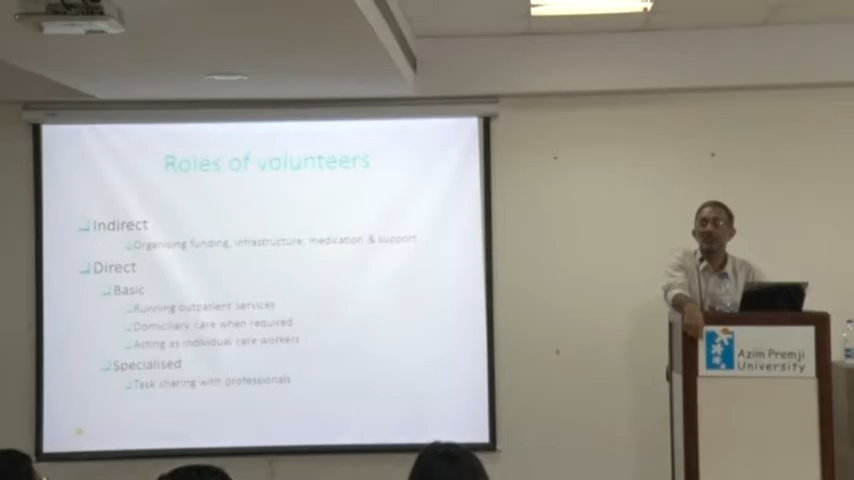 Roles of volunteers
Indirect
Organising funding, infrastructure, medication & support
Direct
Basic
Running outpatient services
Domiciliary care when required
Acting as individual care workers
Specialised
Task sharing with professionals
Azim Premji
University